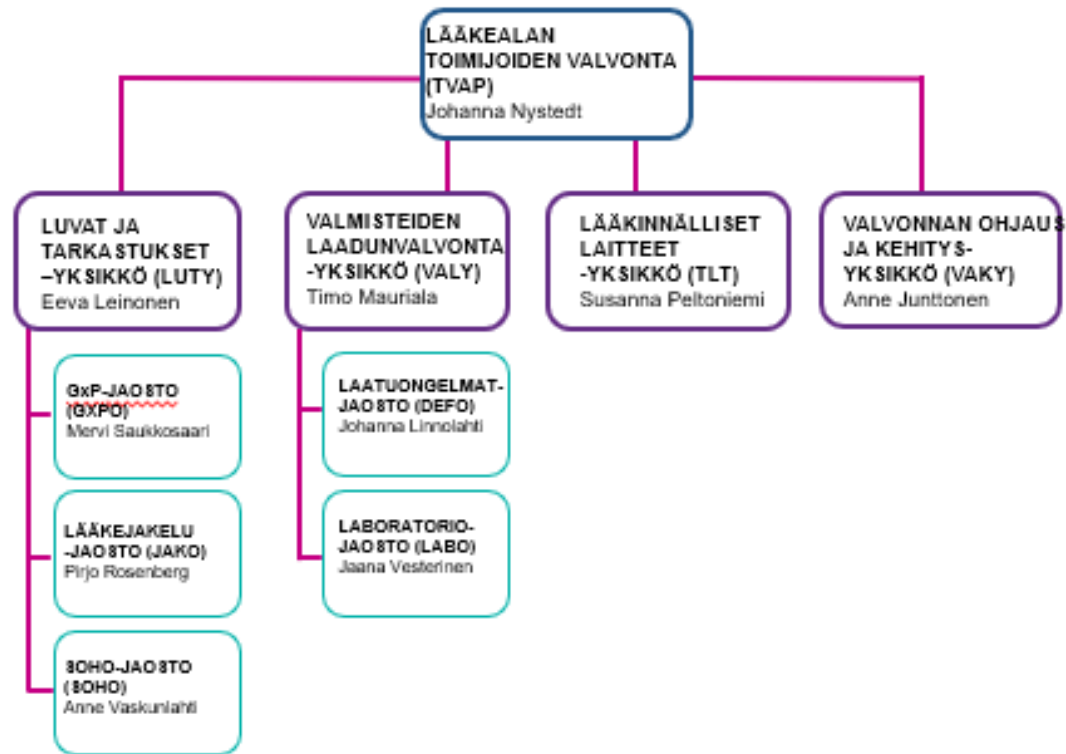 LÄÄKEALAN
TOIMIJOIDEN VALVONTA
(TVAP)
Johanna Nystedt
LUVAT JA
TARKASTUKSET
–YKSIKKÖ (LUTY)
Eeva Leinonen
VALMISTEIDEN
LAADUNVALVONTA
-YKSIKKÖ (VALY)
Timo Mauriala
LÄÄKINNÄLLISET
LAITTEET
-YKSIKKÖ (TLT)
Susanna Peltoniemi
VALVONNAN OHJAUS
JA KEHITYS-
YKSIKKÖ (VAKY)
Anne Junttonen
GxP-JAOSTO
(GXPO)
Mervi Saukkosaari
LÄÄKEJAKELU
-JAOSTO (JAKO)
Pirjo Rosenberg
SOHO-JAOSTO
(SOHO)
Anne Vaskunlahti
LAATUONGELMAT-
JAOSTO (DEFO)
Johanna Linnolahti
LABORATORIO-
JAOSTO (LABO)
Jaana Vesterinen